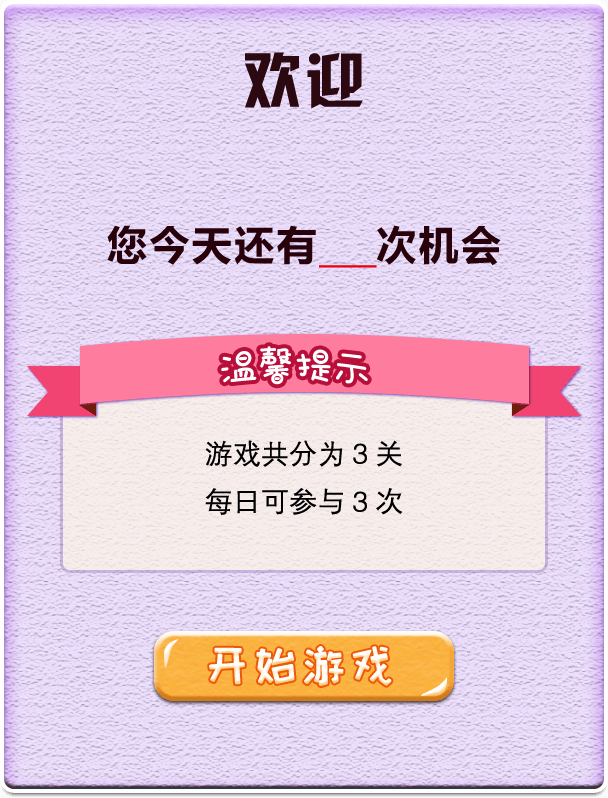 欢迎
您今天还有___次机会
温馨提示
游戏共分为 3 关
每日可参与 3 次
开始游戏